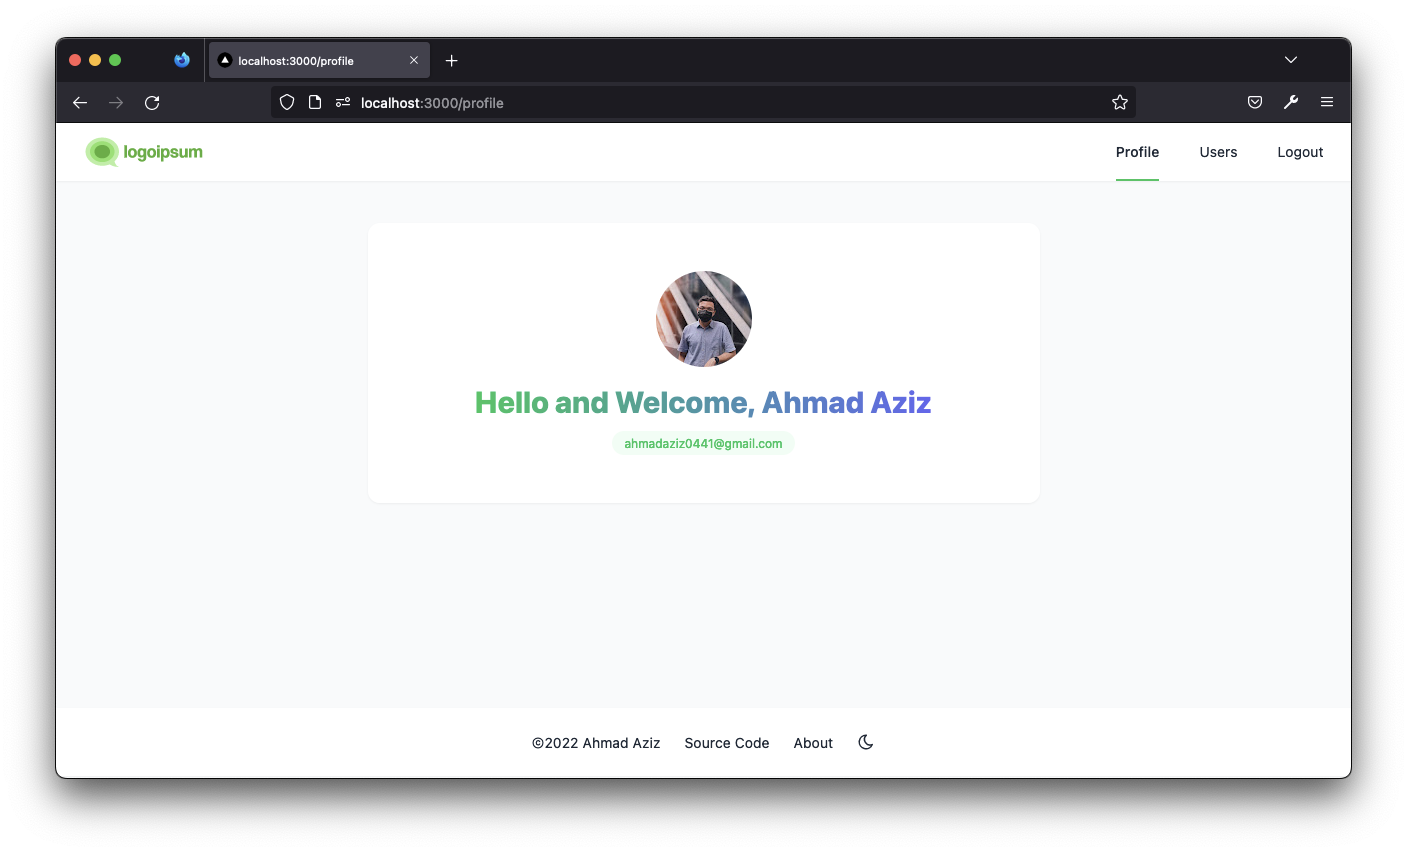 localhost:3000/profile
localhost:3000/profile
logoipsum
Profile Users Logout
Hello and Welcome, Ahmad Aziz
ahmadaziz0441@gmail.com
©2022 Ahmad Aziz Source Code About